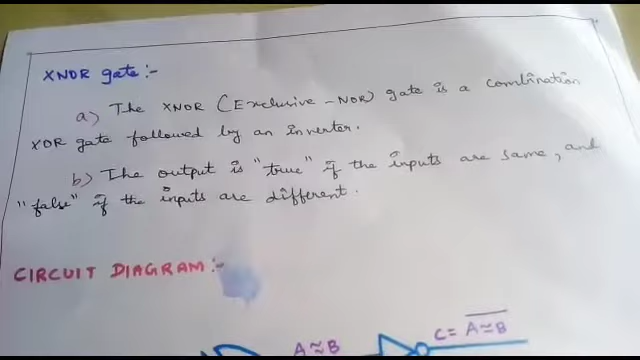 XNOR gate:-
a) The XNOR (Exclusive-NOR) gate is a combination
XOR gate followed by an inverter.
b) The output is "true" if the inputs are same, and
"false" if the inputs are different.
CIRCUIT DIAGRAM:-
A≈B
C = \overline{A≈B}